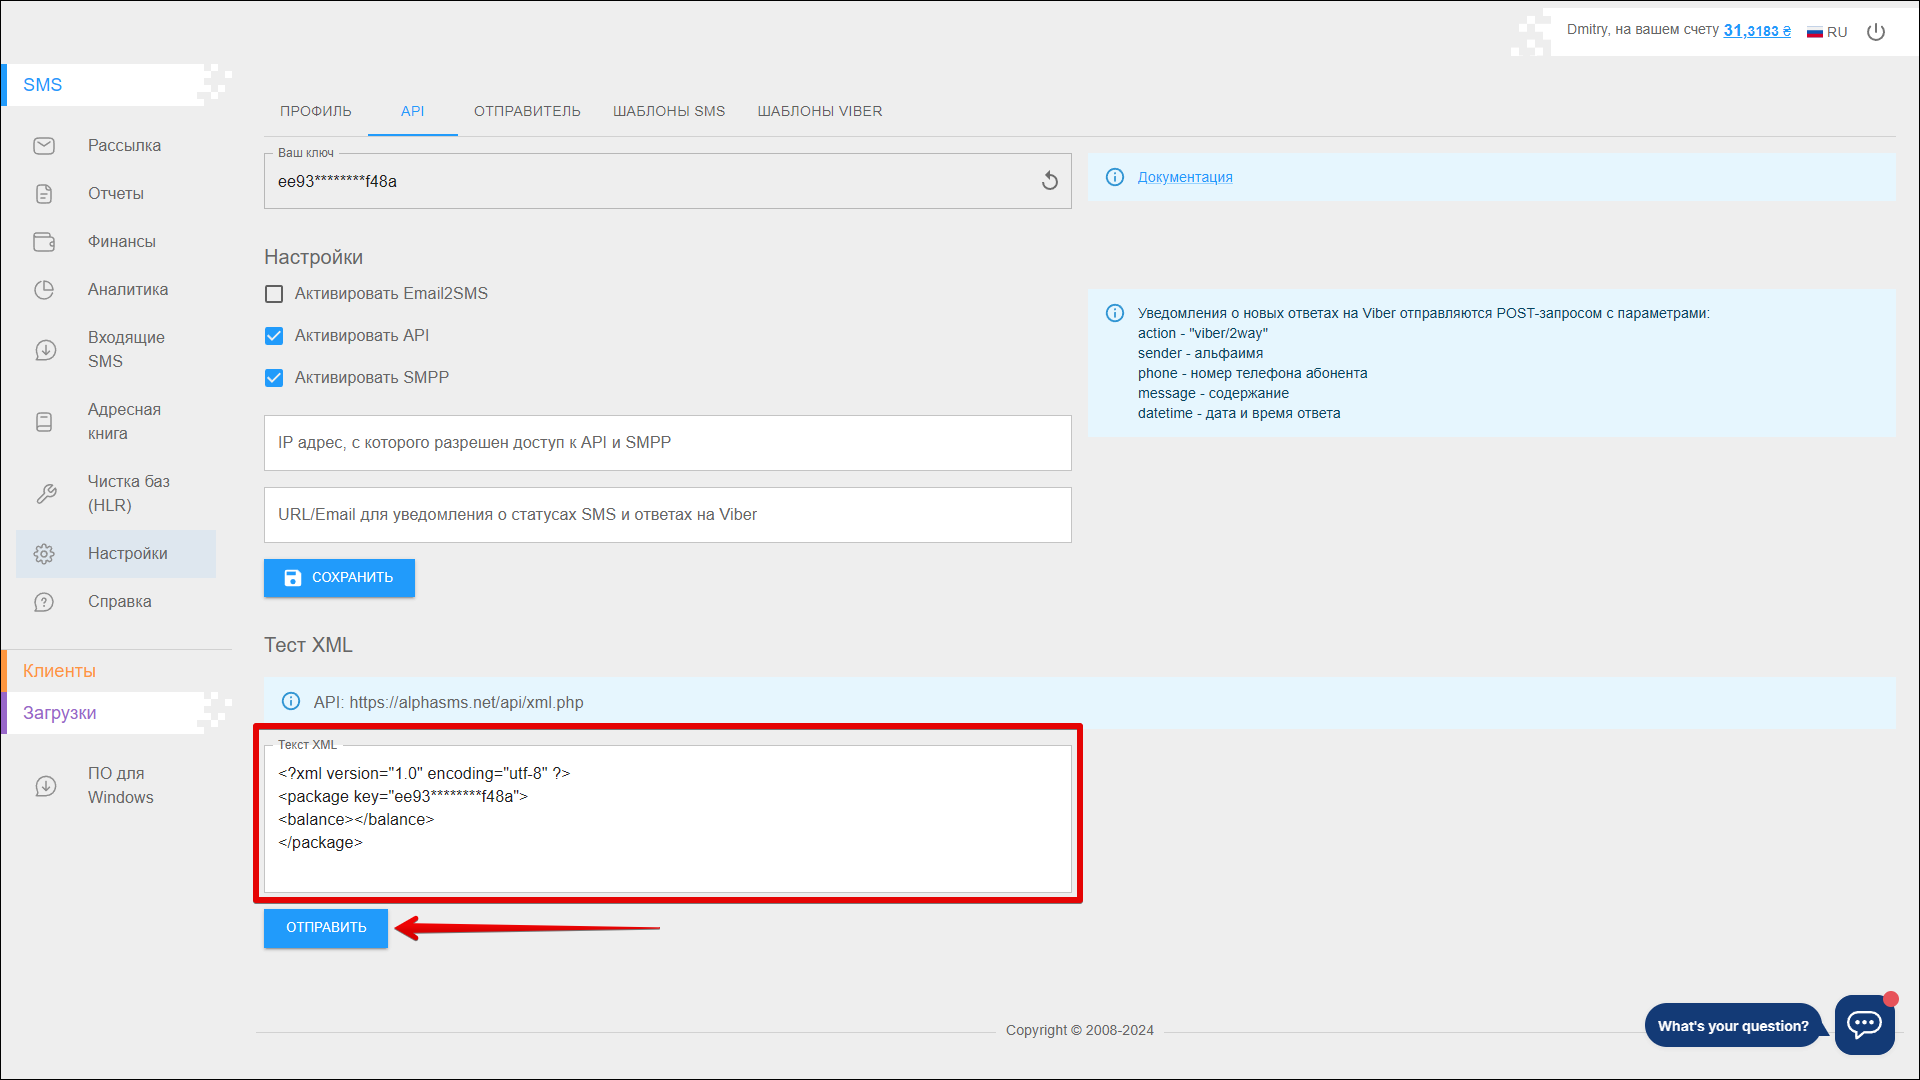 Dmitry, на вашем счету 31,3183 ₴ RU
SMS
Рассылка
Отчеты
Финансы
Аналитика
Входящие
SMS
Адресная
книга
Чистка баз
(HLR)
Настройки
Справка
Клиенты
Загрузки
ПО для
Windows
ПРОФИЛЬ API ОТПРАВИТЕЛЬ ШАБЛОНЫ SMS ШАБЛОНЫ VIBER
Ваш ключ
ee93********f48a
Документация
Настройки
Активировать Email2SMS
Активировать API
Активировать SMPP
Уведомления о новых ответах на Viber отправляются POST-запросом с параметрами:
action - "viber/2way"
sender - альфаимя
phone - номер телефона абонента
message - содержание
datetime - дата и время ответа
IP адрес, с которого разрешен доступ к API и SMPP
URL/Email для уведомления о статусах SMS и ответах на Viber
СОХРАНИТЬ
Тест XML
API: https://alphasms.net/api/xml.php
Текст XML
<?xml version="1.0" encoding="utf-8" ?>
<package key="ee93********f48a">
<balance></balance>
</package>
ОТПРАВИТЬ
Copyright © 2008-2024
What's your question?